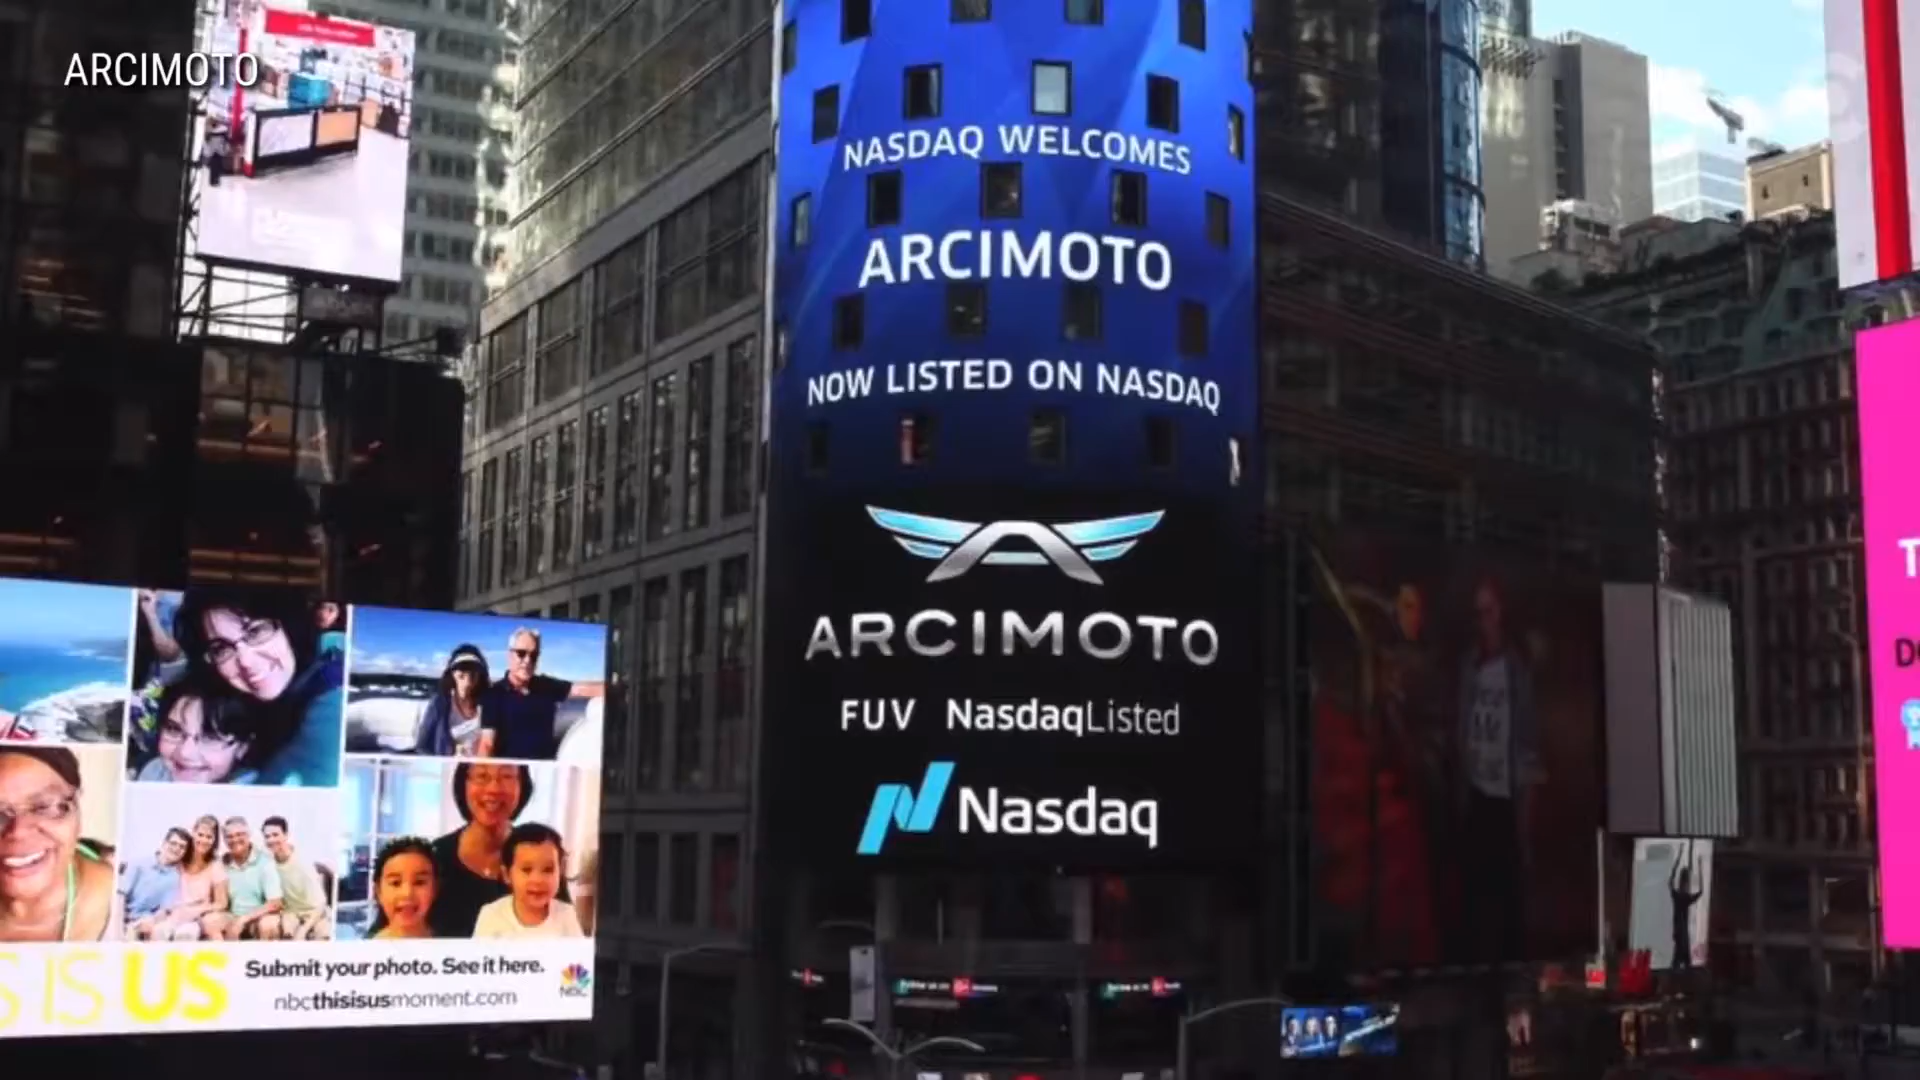 ARCIMOTO
NASDAQ WELCOMES
ARCIMOTO
NOW LISTED ON NASDAQ
ARCIMOTO
FUV NasdaqListed
Nasdaq
S IS US
Submit your photo. See it here.
nbcthisisusmoment.com
NBC